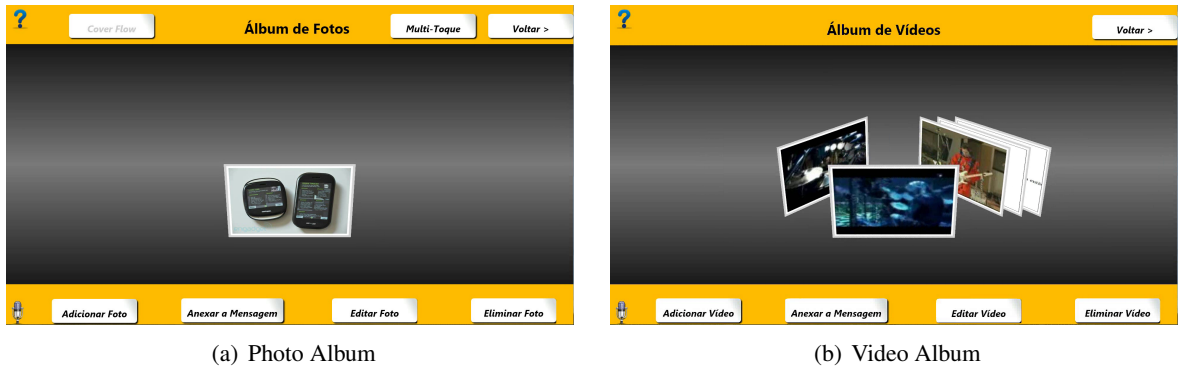 ?
Cover Flow
Álbum de Fotos
Multi-Toque
Voltar >
Adicionar Foto
Anexar a Mensagem
Editar Foto
Eliminar Foto
(a) Photo Album
?
Álbum de Vídeos
Voltar >
Adicionar Vídeo
Anexar a Mensagem
Editar Vídeo
Eliminar Vídeo
(b) Video Album